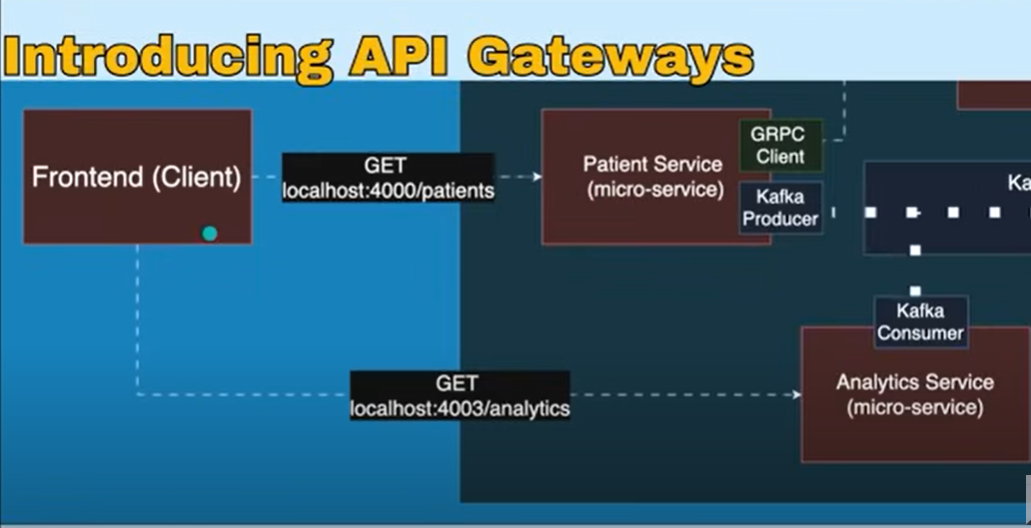 Introducing API Gateways
Frontend (Client)
GET
localhost:4000/patients
Patient Service
(micro-service)
GRPC
Client
Kafka
Producer
Kafka
Consumer
GET
localhost:4003/analytics
Analytics Service
(micro-service)